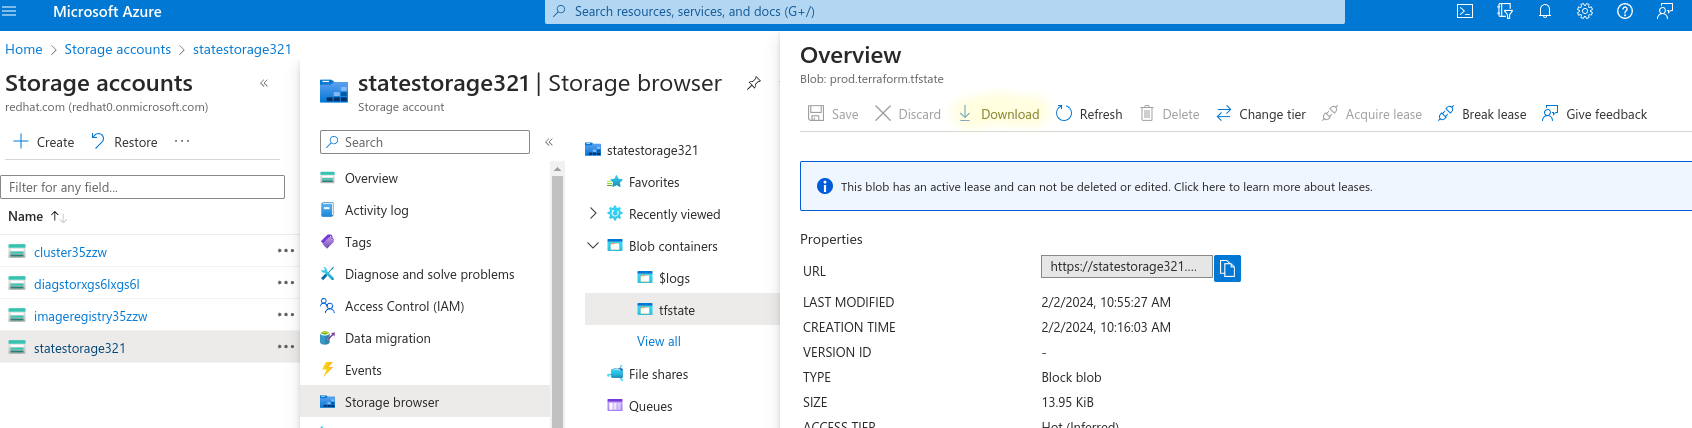 Microsoft Azure
Search resources, services, and docs (G+/)
Home > Storage accounts > statestorage321
Storage accounts «
redhat.com (redhat0.onmicrosoft.com)
Create Restore ...
Filter for any field...
Name ↑↓
cluster35zzw ...
diagstorxgs6lxgs6l ...
imageregistry35zzw ...
statestorage321 ...
statestorage321 | Storage browser
Storage account
Search «
Overview
Activity log
Tags
Diagnose and solve problems
Access Control (IAM)
Data migration
Events
Storage browser
statestorage321
Favorites
Recently viewed
Blob containers
$logs
tfstate
View all
File shares
Queues
Overview
Blob: prod.terraform.tfstate
Save Discard Download Refresh Delete Change tier Acquire lease Break lease Give feedback
This blob has an active lease and can not be deleted or edited. Click here to learn more about leases.
Properties
URL https://statestorage321....
LAST MODIFIED 2/2/2024, 10:55:27 AM
CREATION TIME 2/2/2024, 10:16:03 AM
VERSION ID -
TYPE Block blob
SIZE 13.95 KiB
ACCESS TIER Hot (Inferred)